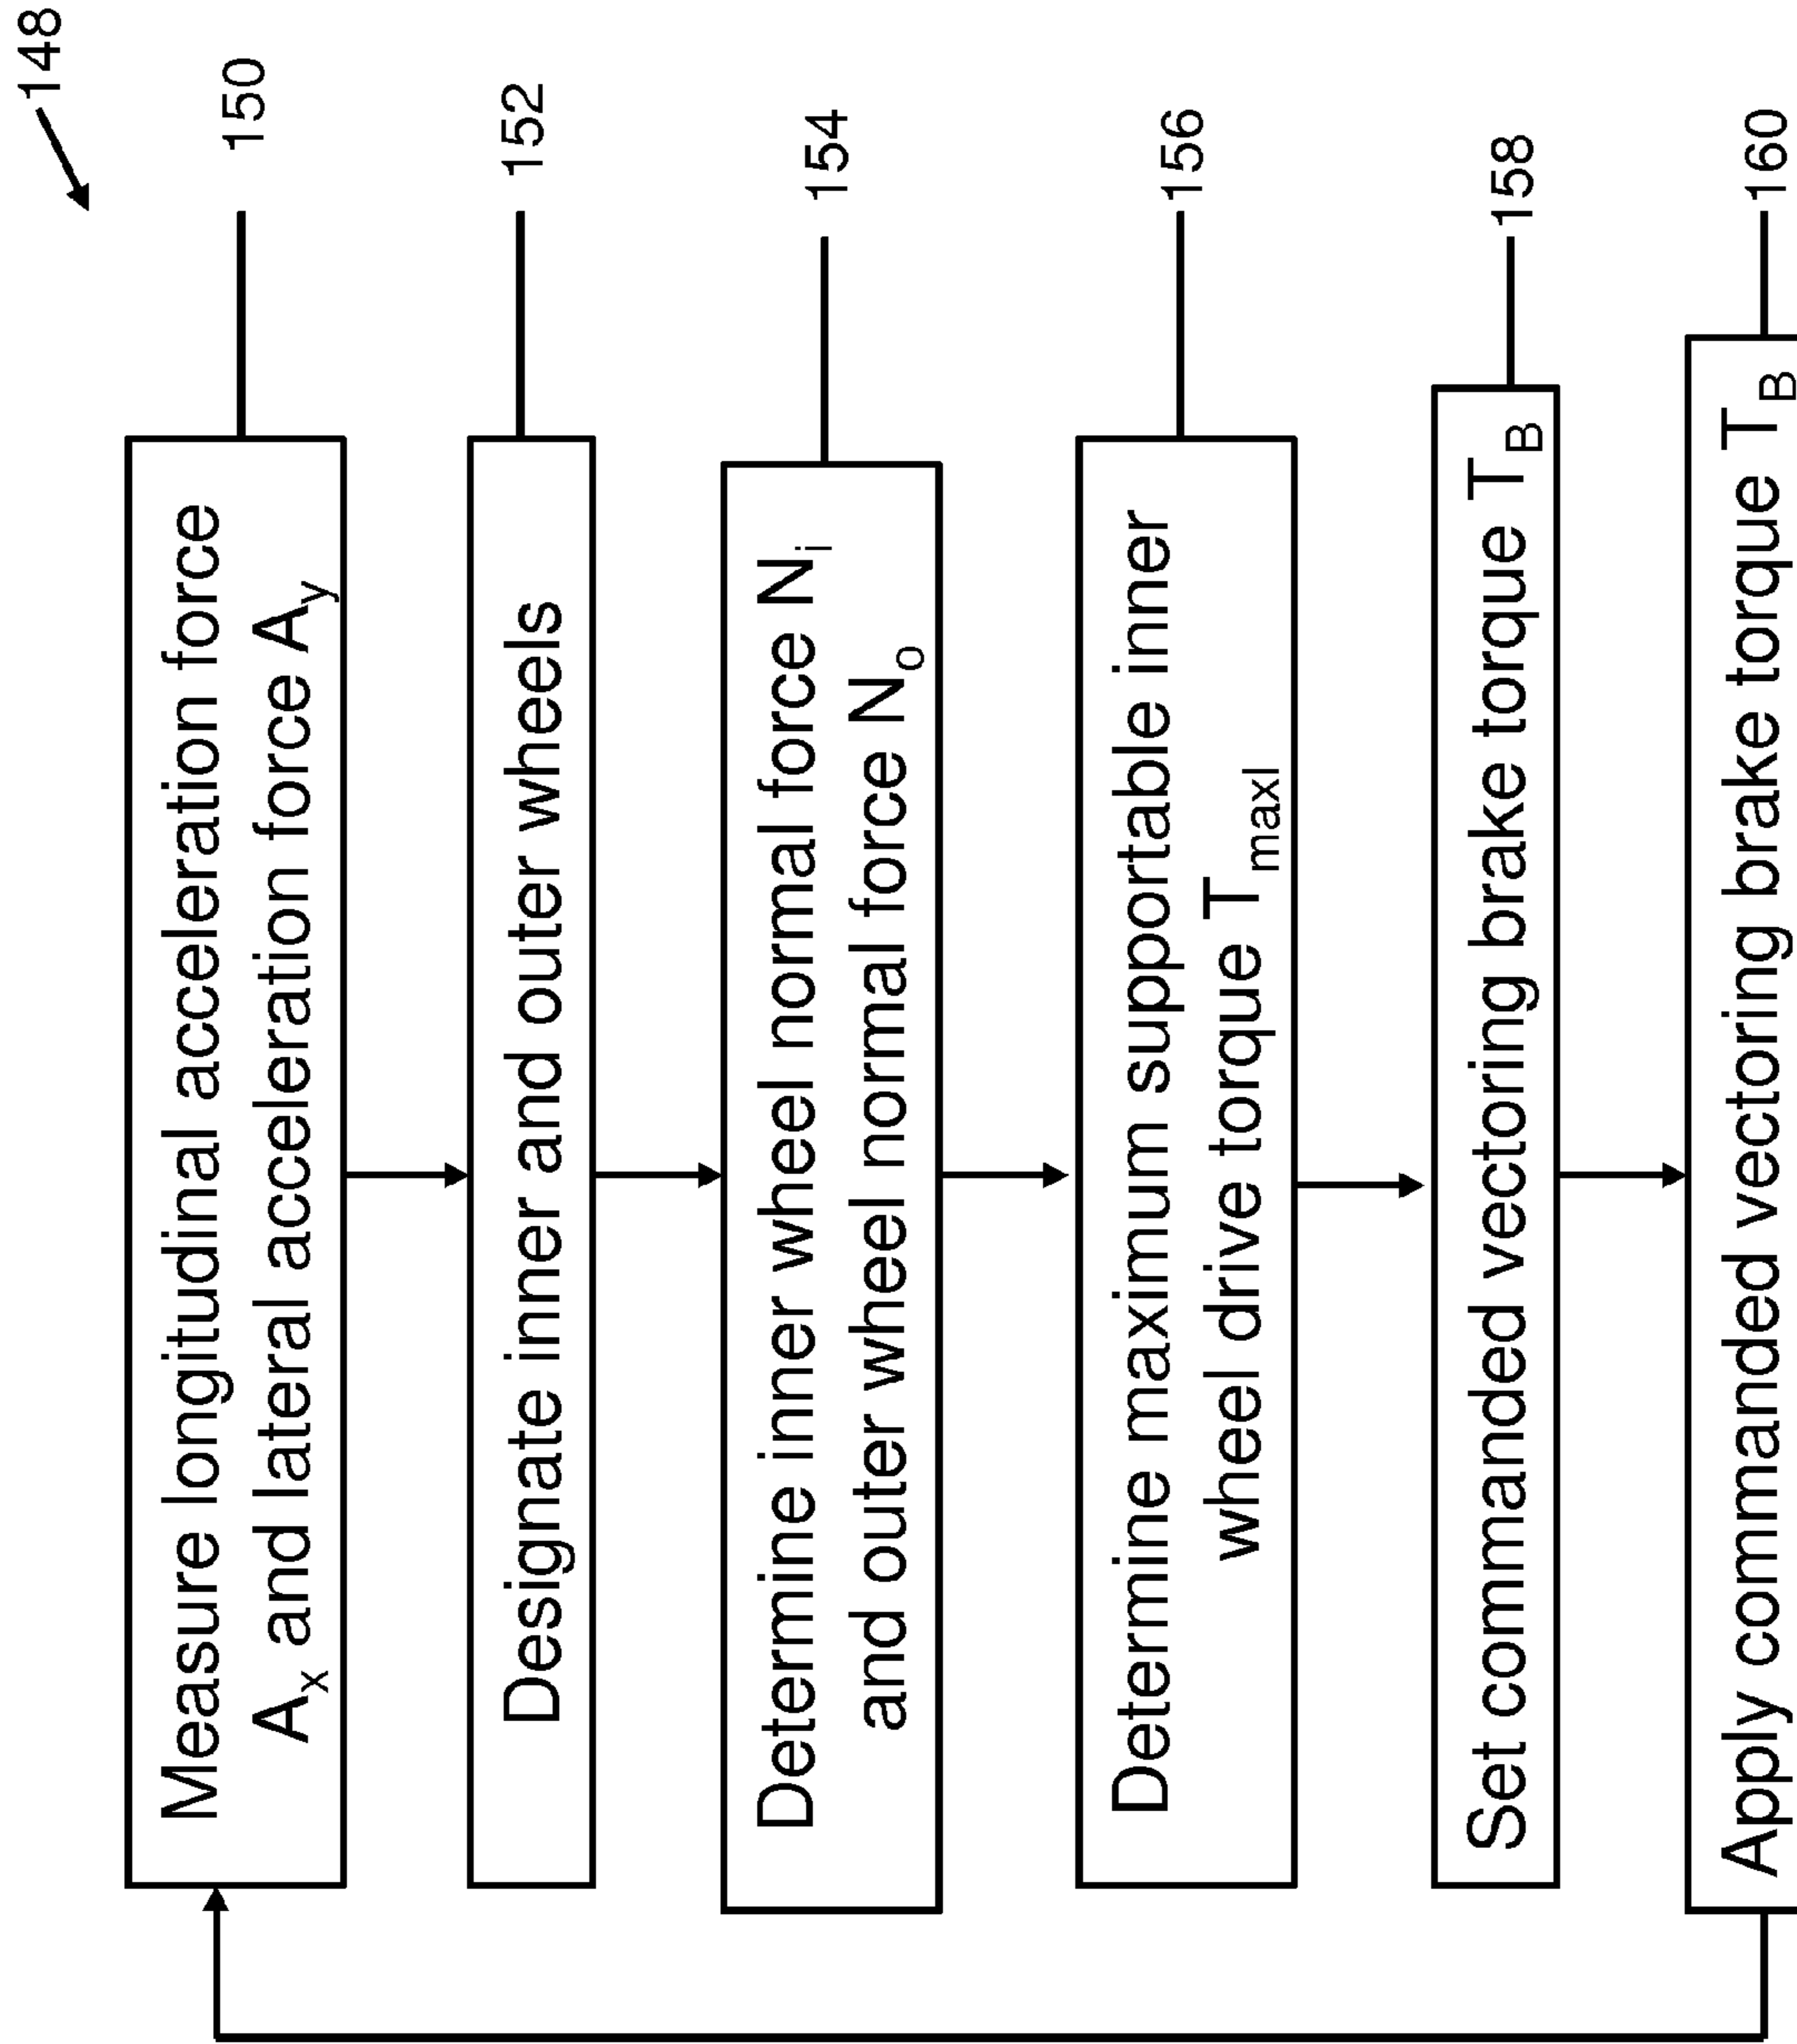 148
Measure longitudinal acceleration force
Aₓ and lateral acceleration force Aᵧ
150
Designate inner and outer wheels
152
Determine inner wheel normal force Nᵢ
and outer wheel normal force Nₒ
154
Determine maximum supportable inner
wheel drive torque TmaxI
156
Set commanded vectoring brake torque TB
158
Apply commanded vectoring brake torque TB
160